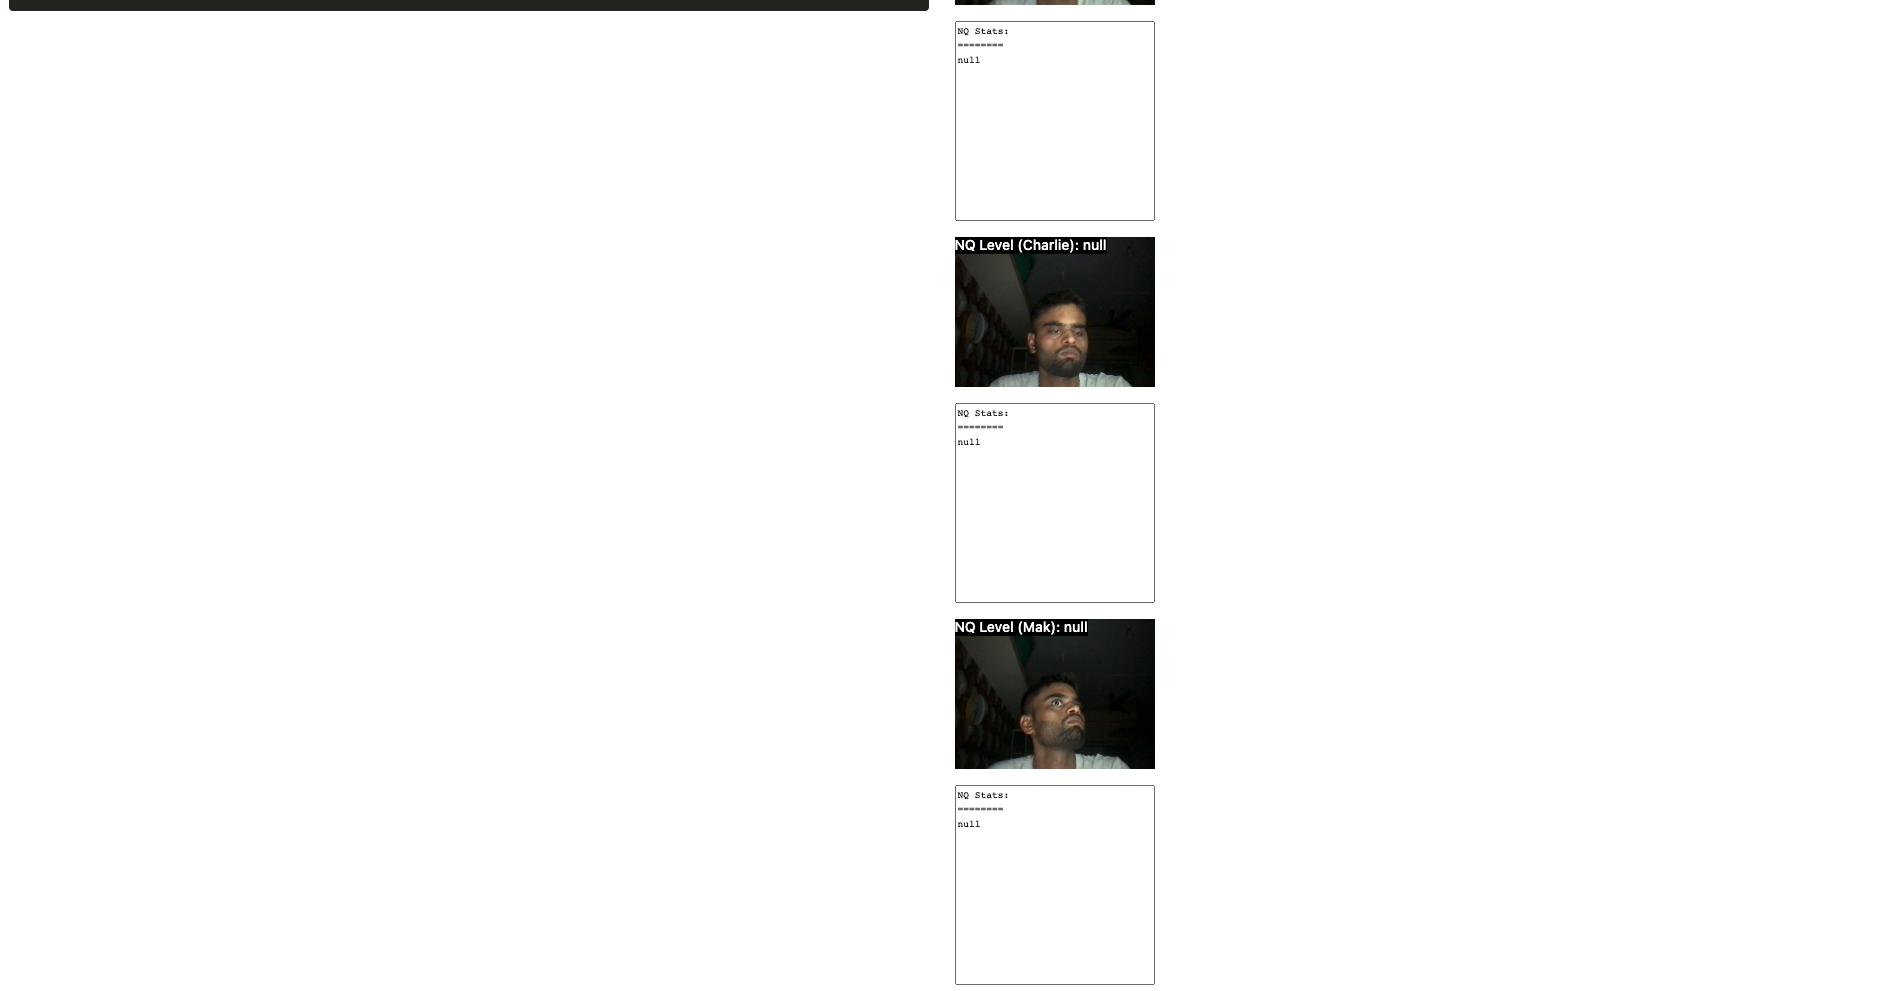 NQ Stats:
========
null
NQ Level (Charlie): null
NQ Stats:
========
null
NQ Level (Mak): null
NQ Stats:
========
null